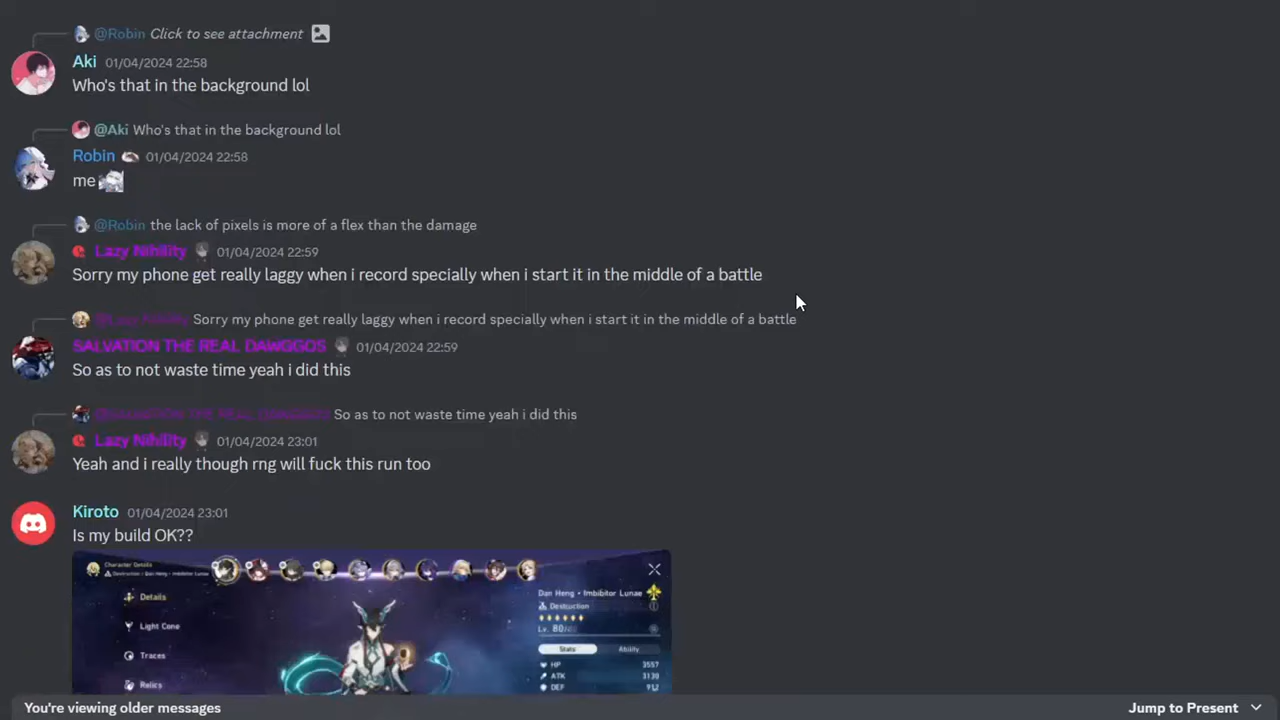 @Robin Click to see attachment
Aki 01/04/2024 22:58
Who's that in the background lol
@Aki Who's that in the background lol
Robin 01/04/2024 22:58
me
@Robin the lack of pixels is more of a flex than the damage
Lazy Nihility 01/04/2024 22:59
Sorry my phone get really laggy when i record specially when i start it in the middle of a battle
@Lazy Nihility Sorry my phone get really laggy when i record specially when i start it in the middle of a battle
SALVATION THE REAL DAWGGOS 01/04/2024 22:59
So as to not waste time yeah i did this
@SALVATION THE REAL DAWGGOS So as to not waste time yeah i did this
Lazy Nihility 01/04/2024 23:01
Yeah and i really though rng will fuck this run too
Kiroto 01/04/2024 23:01
Is my build OK??
Character Details
Destruction / Dan Heng • Imbibitor Lunae
Details
Light Cone
Traces
Relics
Dan Heng • Imbibitor Lunae
Destruction
Lv. 80/80
Stats Ability
HP 3557
ATK 3130
DEF 912
You're viewing older messages
Jump to Present